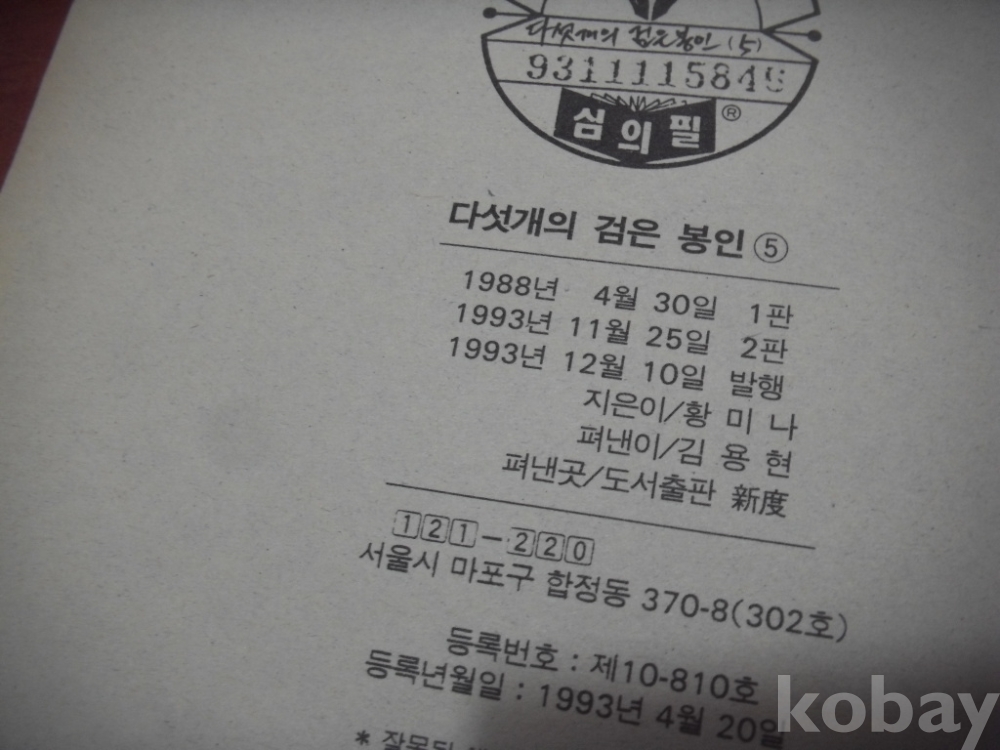 다섯개의 검은봉인 (5)
9311115849
심의필 ®
다섯개의 검은 봉인 ⑤
1988년 4월 30일 1판
1993년 11월 25일 2판
1993년 12월 10일 발행
지은이/황 미 나
펴낸이/김 용 현
펴낸곳/도서출판 新度
121-220
서울시 마포구 합정동 370-8(302호)
등록번호 : 제10-810호
등록년월일 : 1993년 4월 20일
* 잘못된
kobay